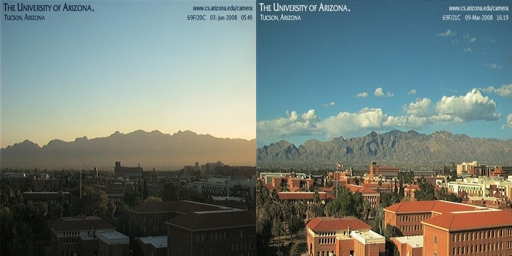 THE UNIVERSITY OF ARIZONA.
www.cs.arizona.edu/camera
TUCSON, ARIZONA
69F/20C 03-Jun-2008 05:49
THE UNIVERSITY OF ARIZONA.
www.cs.arizona.edu/camera
TUCSON, ARIZONA
69F/21C 09-Mar-2008 16:19